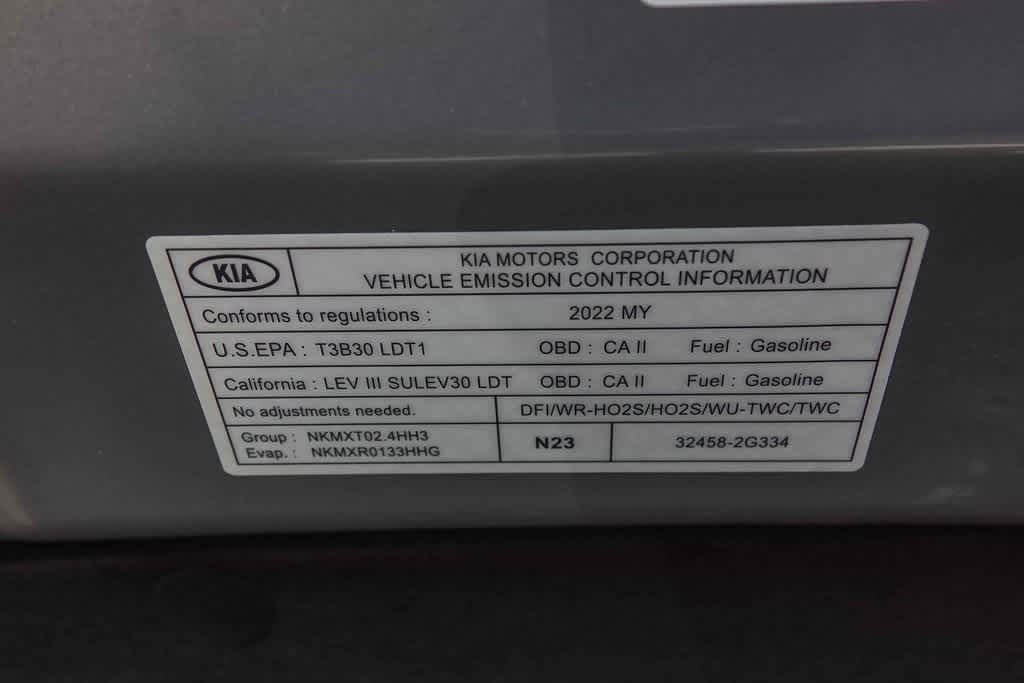 KIA
KIA MOTORS CORPORATION
VEHICLE EMISSION CONTROL INFORMATION
Conforms to regulations : 2022 MY
U.S.EPA : T3B30 LDT1 OBD : CA II Fuel : Gasoline
California : LEV III SULEV30 LDT OBD : CA II Fuel : Gasoline
No adjustments needed. DFI/WR-HO2S/HO2S/WU-TWC/TWC
Group : NKMXT02.4HH3
Evap. : NKMXR0133HHG
N23 32458-2G334